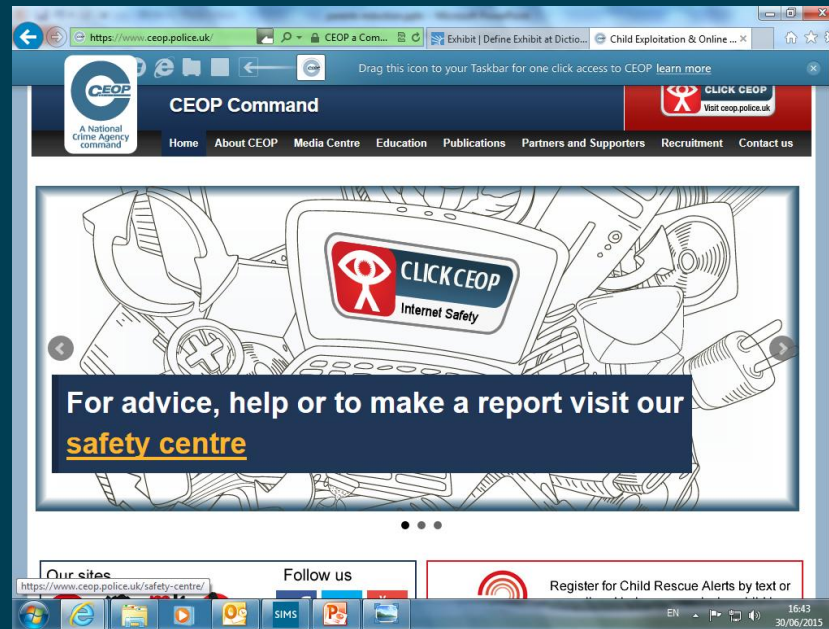 https://www.ceop.police.uk/
CEOP a Com...
Exhibit | Define Exhibit at Dictio...
Child Exploitation & Online ...
Drag this icon to your Taskbar for one click access to CEOP learn more
CEOP
A National
Crime Agency
command
CEOP Command
CLICK CEOP
Visit ceop.police.uk
Home About CEOP Media Centre Education Publications Partners and Supporters Recruitment Contact us
CLICK CEOP
Internet Safety
For advice, help or to make a report visit our
safety centre
Our sites
Follow us
Register for Child Rescue Alerts by text or
https://www.ceop.police.uk/safety-centre/
SIMS
EN
16:43
30/06/2015